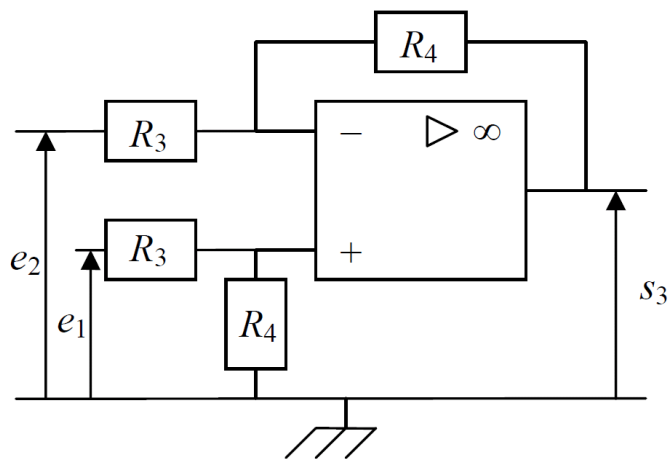 R₄
R₃
− ▷ ∞
R₃
+
e₂
e₁
R₄
s₃